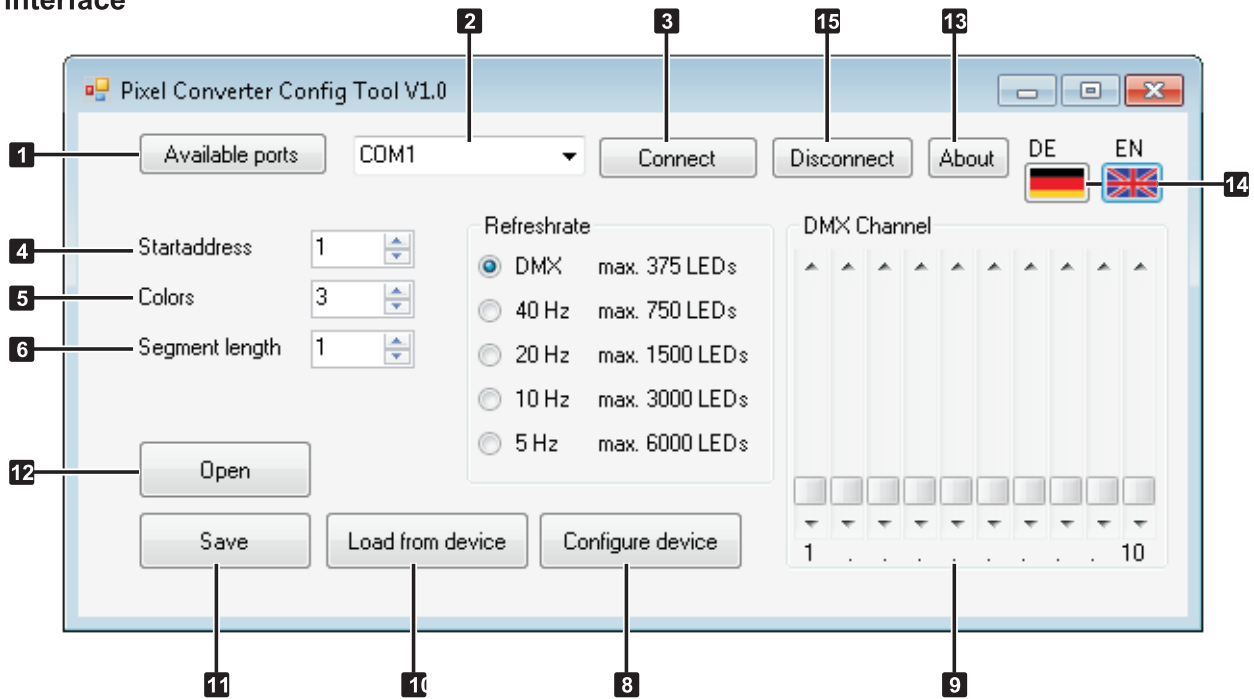 interface
2 3 15 13
Pixel Converter Config Tool V1.0
1 Available ports COM1 Connect Disconnect About DE EN
14
4 Startaddress 1
5 Colors 3
6 Segment length 1
Refreshrate
DMX max. 375 LEDs
40 Hz max. 750 LEDs
20 Hz max. 1500 LEDs
10 Hz max. 3000 LEDs
5 Hz max. 6000 LEDs
DMX Channel
1 . . . . . . . . 10
12 Open
Save Load from device Configure device
11 10 8 9